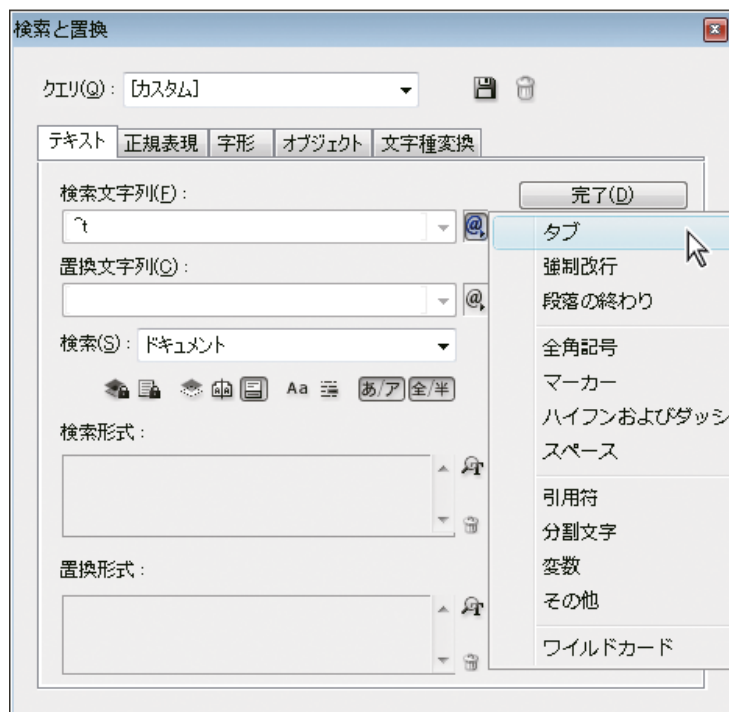 検索と置換
クエリ(Q)： [カスタム]
テキスト 正規表現 字形 オブジェクト 文字種変換
検索文字列(F)：
完了(D)
^t
@
タブ
置換文字列(C)：
強制改行
@
段落の終わり
検索(S)： ドキュメント
全角記号
Aa あ/ア 全/半
マーカー
検索形式：
ハイフンおよびダッシ
スペース
引用符
分割文字
置換形式：
変数
その他
ワイルドカード